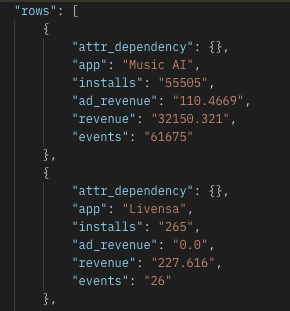 "rows": [
{
"attr_dependency": {},
"app": "Music AI",
"installs": "55505",
"ad_revenue": "110.4669",
"revenue": "32150.321",
"events": "61675"
},
{
"attr_dependency": {},
"app": "Livensa",
"installs": "265",
"ad_revenue": "0.0",
"revenue": "227.616",
"events": "26"
},